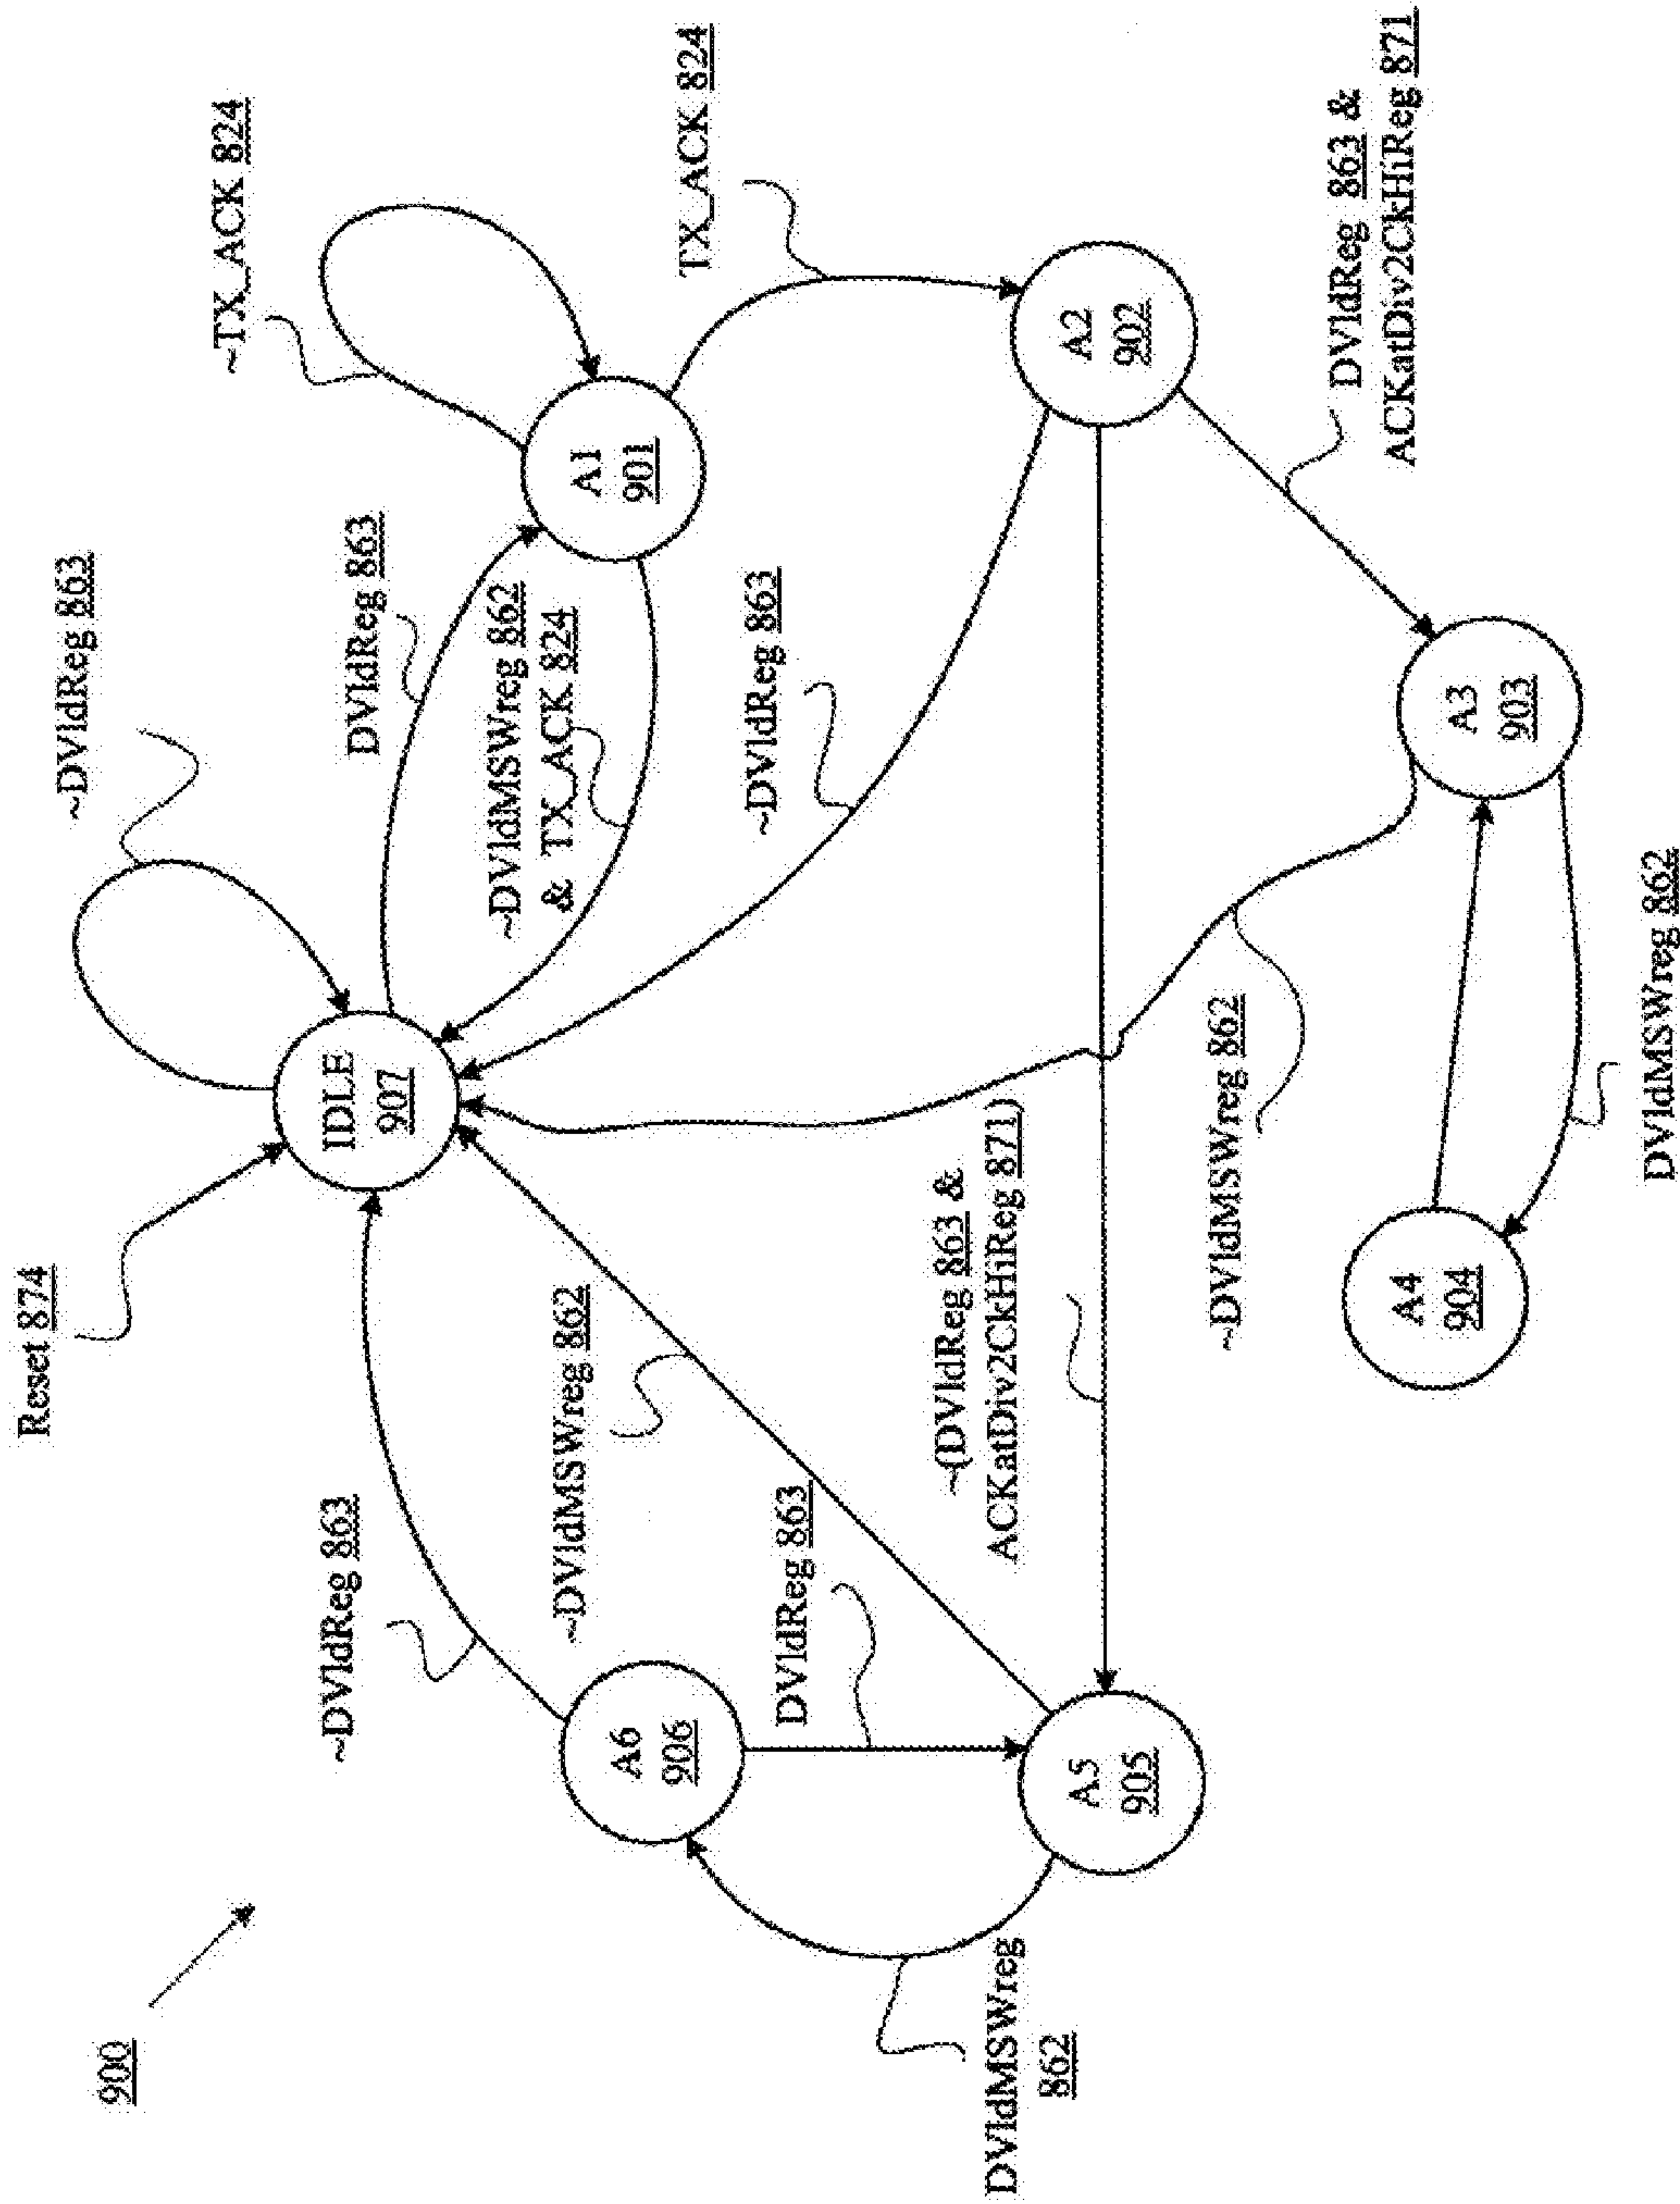 Reset 874
~DVldReg 863
900
~TX_ACK 824
IDLE
907
~DVldReg 863
DVldReg 863
~DVldMSWreg 862
& TX_ACK 824
~DVldMSWreg 862
A1
901
A6
906
TX_ACK 824
~DVldReg 863
DVldReg 863
~(DVldReg 863 &
ACKatDiv2CkHiReg 871)
DVldMSWreg
862
A5
905
A2
902
~DVldMSWreg 862
DVldReg 863 &
ACKatDiv2CkHiReg 871
A4
904
A3
903
DVldMSWreg 862